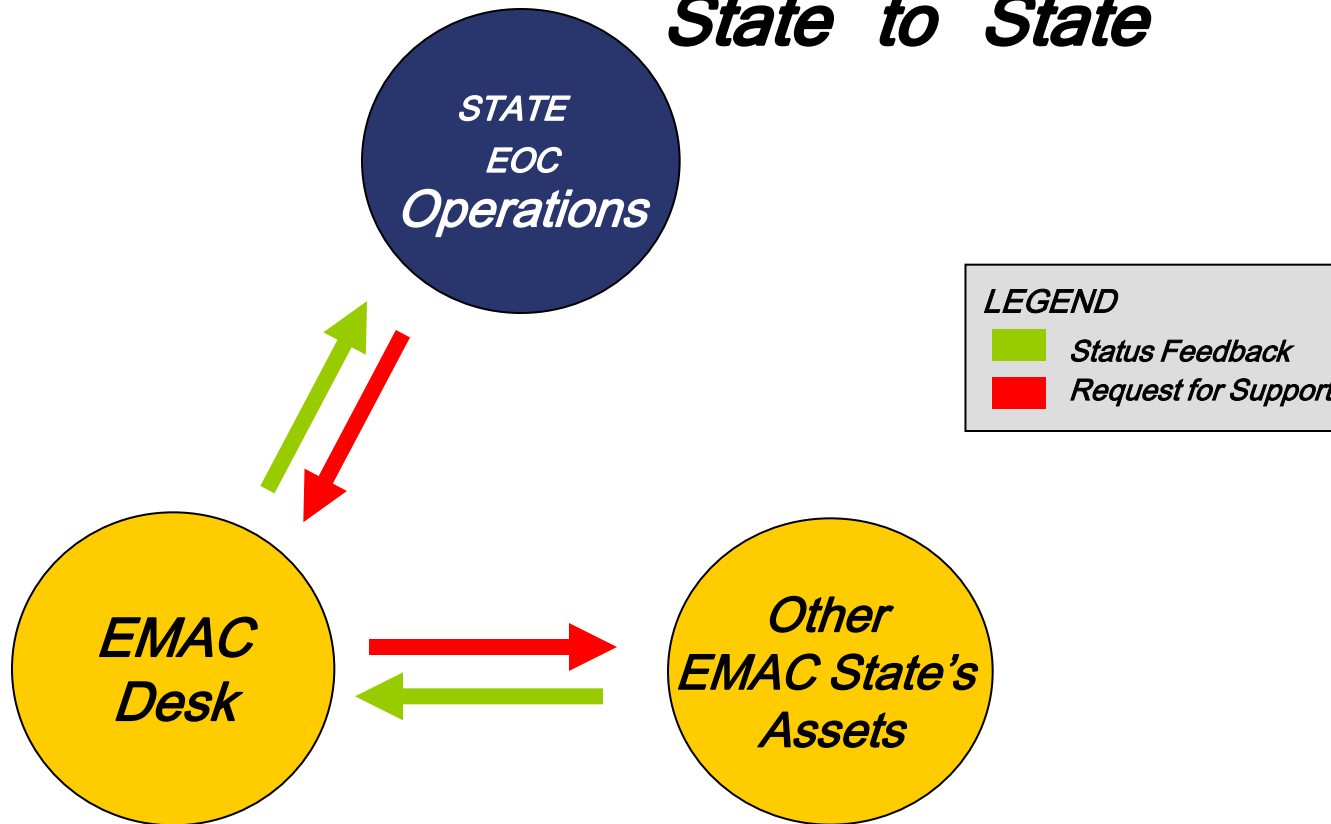 State to State
STATE
EOC
Operations
LEGEND
Status Feedback
Request for Support
EMAC
Desk
Other
EMAC State’s
Assets